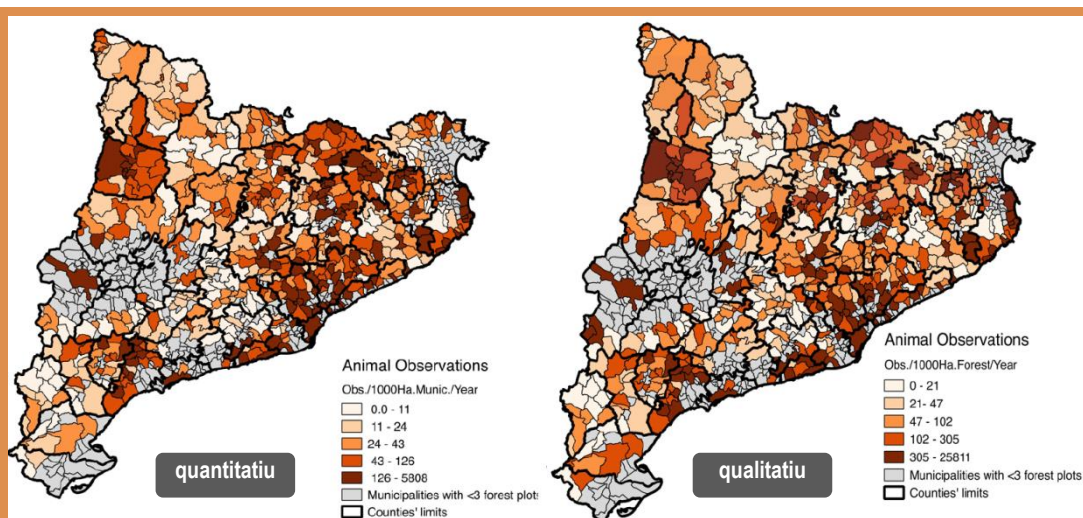 Animal Observations
Obs./1000Ha.Munic./Year
0.0 - 11
11 - 24
24 - 43
43 - 126
126 - 5808
Municipalities with <3 forest plots
Counties' limits
quantitatiu
Animal Observations
Obs./1000Ha.Forest/Year
0 - 21
21- 47
47 - 102
102 - 305
305 - 25811
Municipalities with <3 forest plots
Counties' limits
qualitatiu